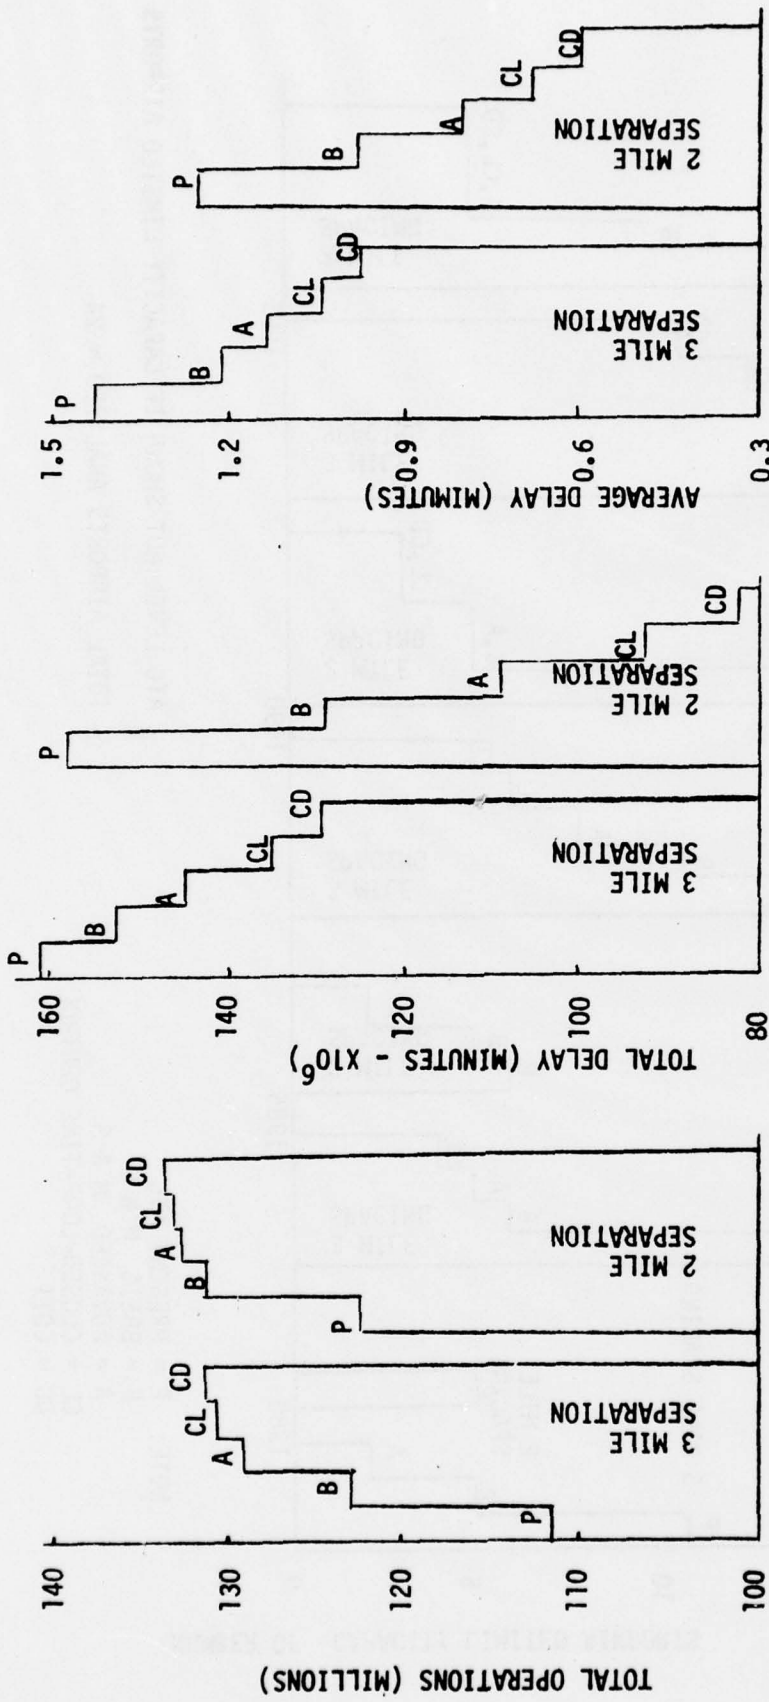 TOTAL OPERATIONS (MILLIONS)
140
130
120
110
100
P
B
A
CL
CD
3 MILE
SEPARATION
P
B
A
CL
CD
2 MILE
SEPARATION
TOTAL DELAY (MINUTES - X10⁶)
160
140
120
100
80
P
B
A
CL
CD
3 MILE
SEPARATION
P
B
A
CL
CD
2 MILE
SEPARATION
AVERAGE DELAY (MIMUTES)
1.5
1.2
0.9
0.6
0.3
P
B
A
CL
CD
3 MILE
SEPARATION
P
B
A
CL
CD
2 MILE
SEPARATION